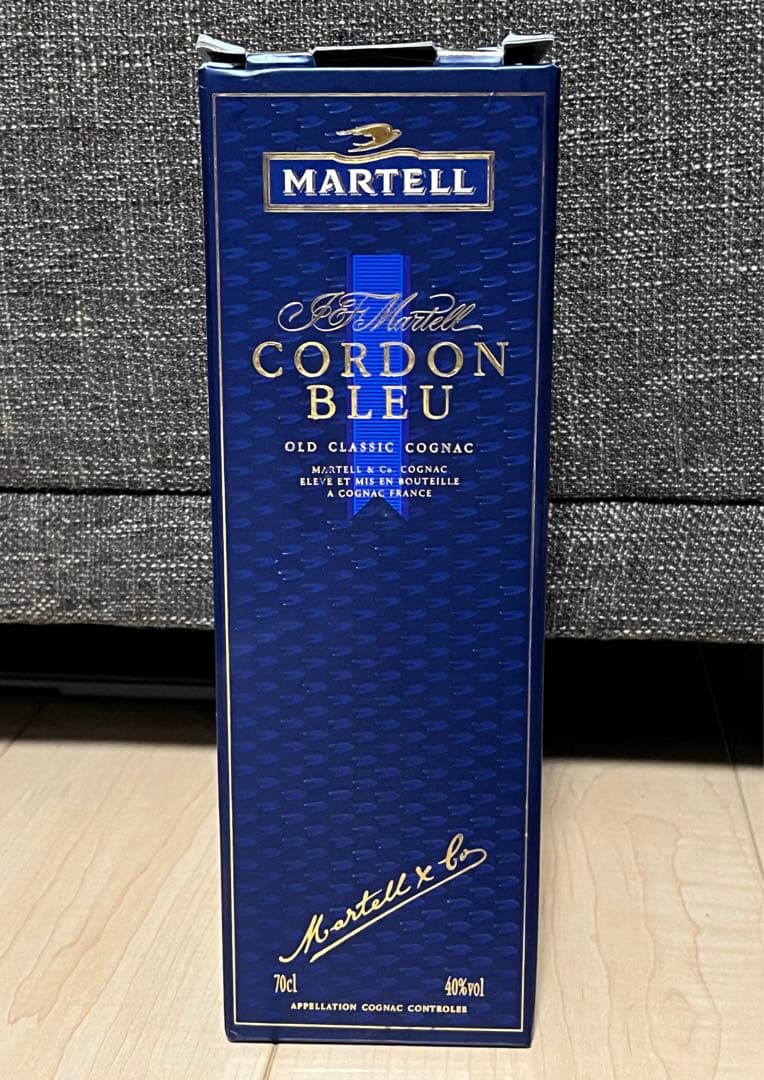 MARTELL
J&F Martell
CORDON
BLEU
OLD CLASSIC COGNAC
MARTELL & Co. COGNAC
ELEVE ET MIS EN BOUTEILLE
A COGNAC FRANCE
Martell & Co
70cl 40%vol
APPELLATION COGNAC CONTROLEE